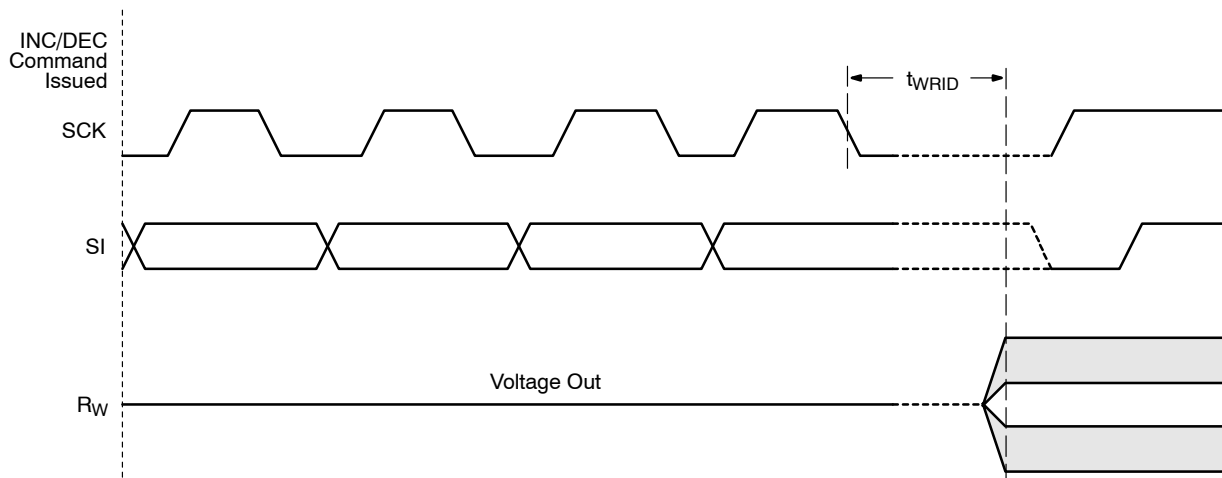 INC/DEC
Command
Issued
tWRID
SCK
SI
Voltage Out
RW